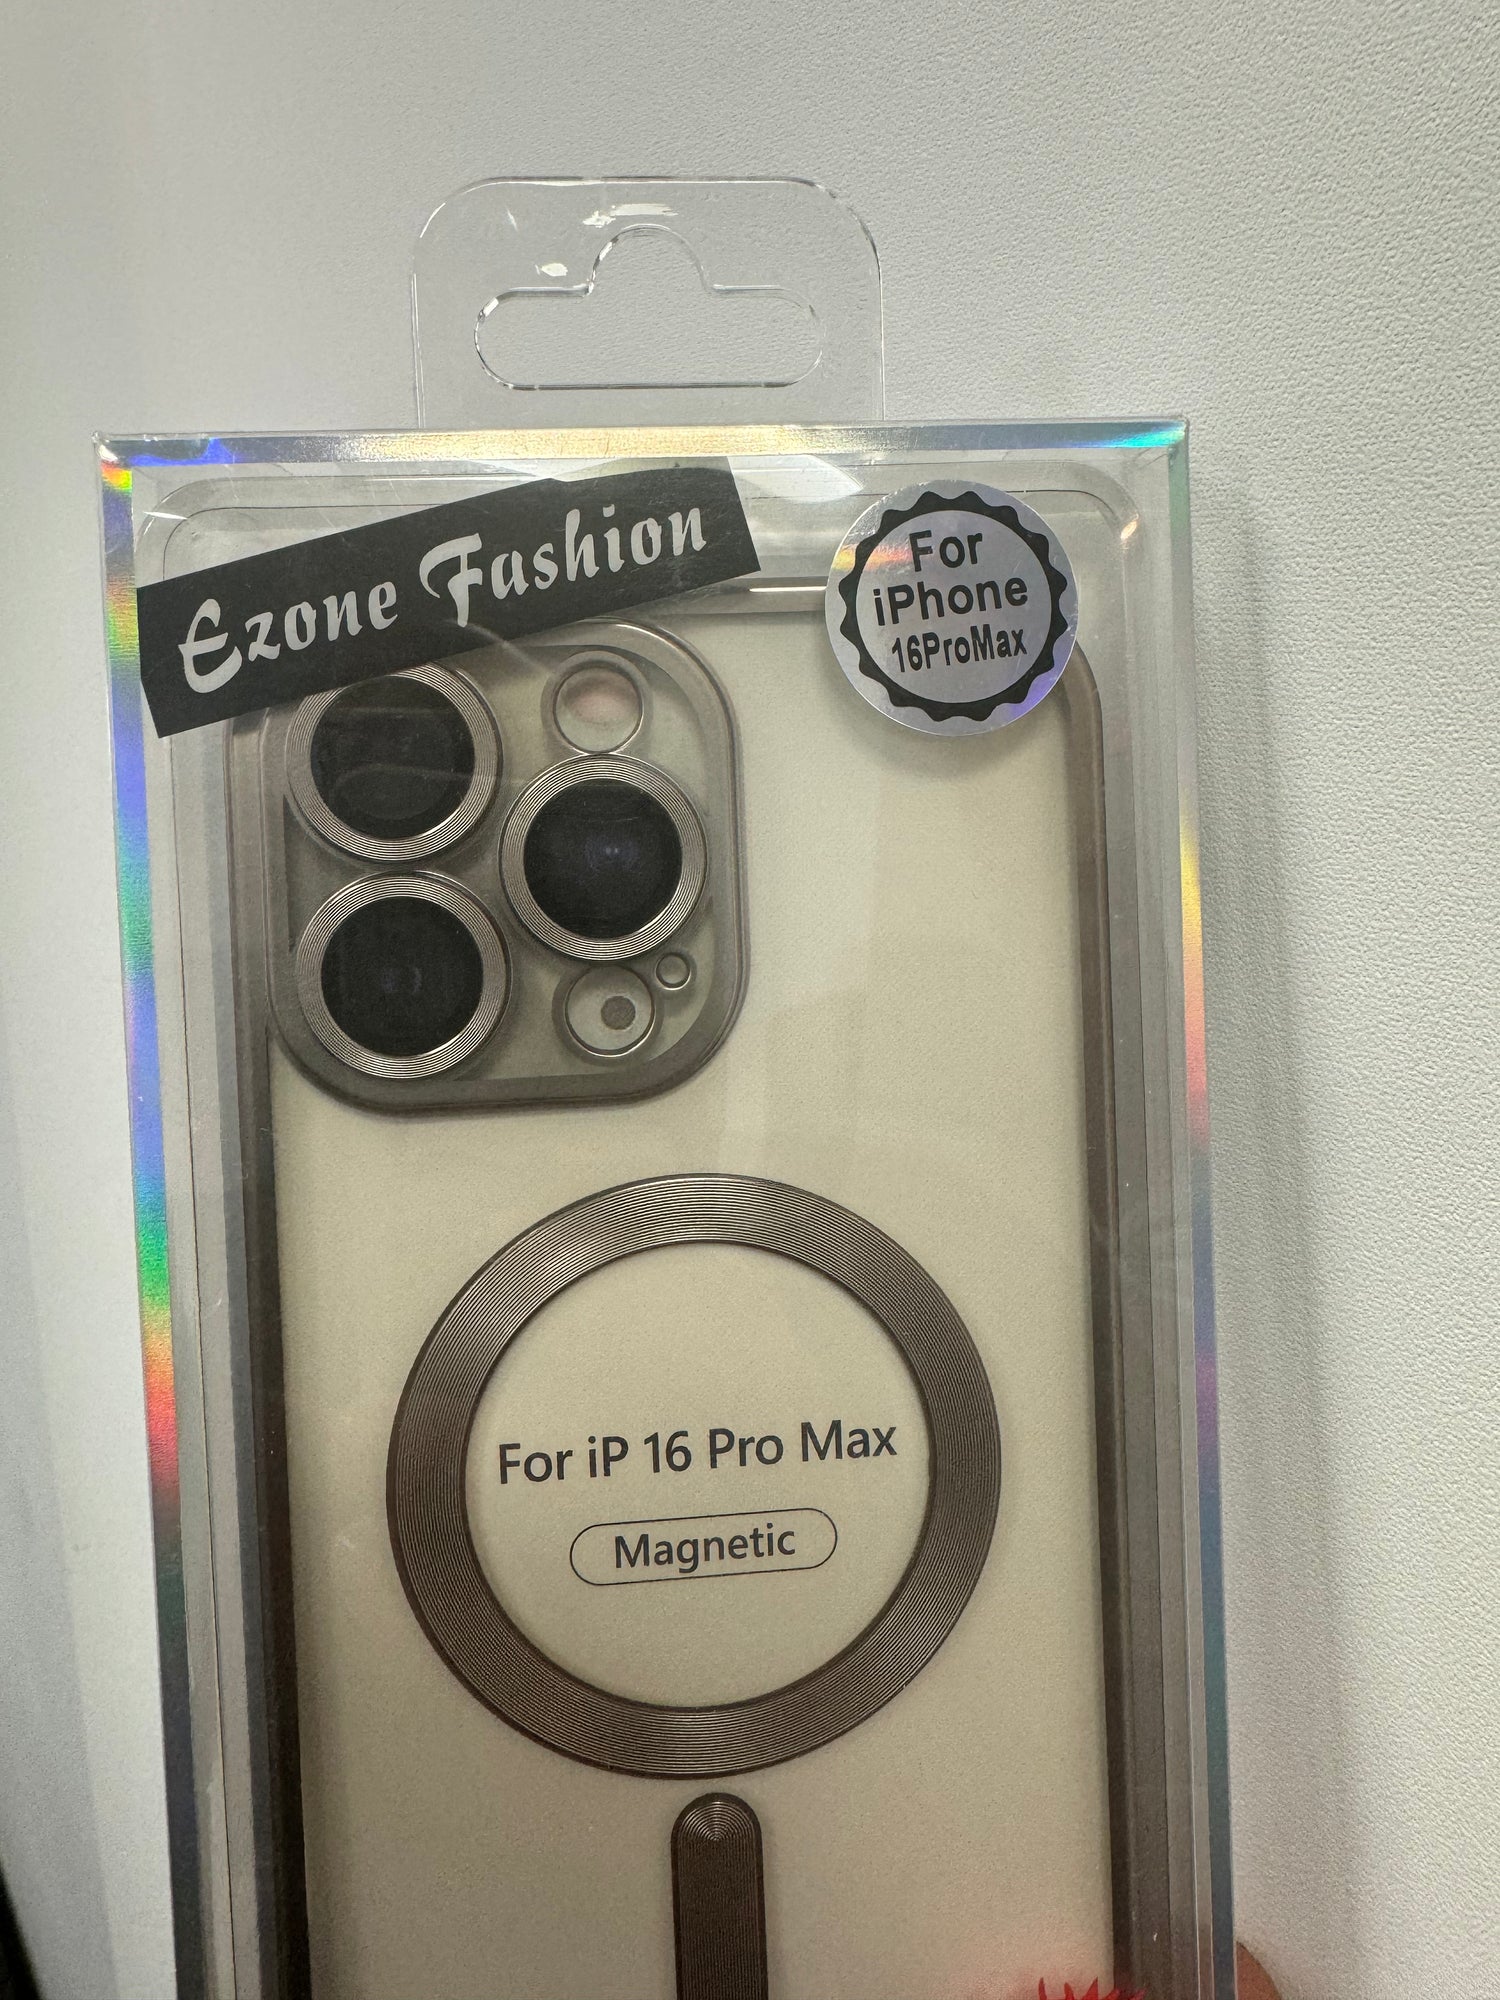 Ezone Fashion
For
iPhone
16ProMax
For iP 16 Pro Max
Magnetic